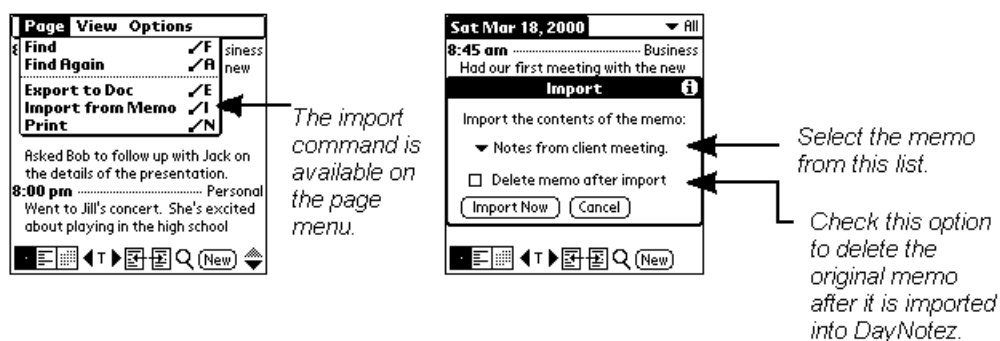 Page View Options
Find /F
Find Again /A
Export to Doc /E
Import from Memo /I
Print /N
8 siness
new
Asked Bob to follow up with Jack on
the details of the presentation.
8:00 pm Personal
Went to Jill's concert. She's excited
about playing in the high school
T New
The import
command is
available on
the page
menu.
Sat Mar 18, 2000 All
8:45 am Business
Had our first meeting with the new
Import i
Import the contents of the memo:
Notes from client meeting.
Delete memo after import
Import Now Cancel
T New
Select the memo
from this list.
Check this option
to delete the
original memo
after it is imported
into DayNotez.